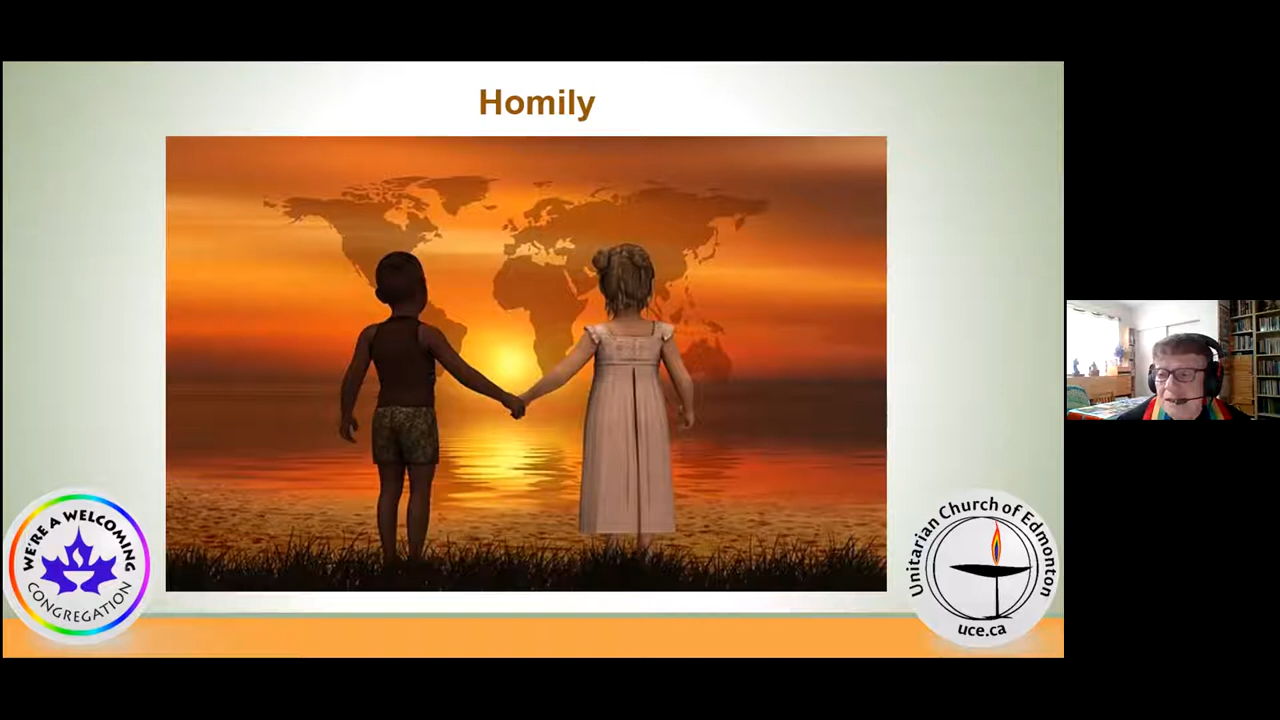 Homily
WE'RE A WELCOMING
CONGREGATION
Unitarian Church of Edmonton
uce.ca